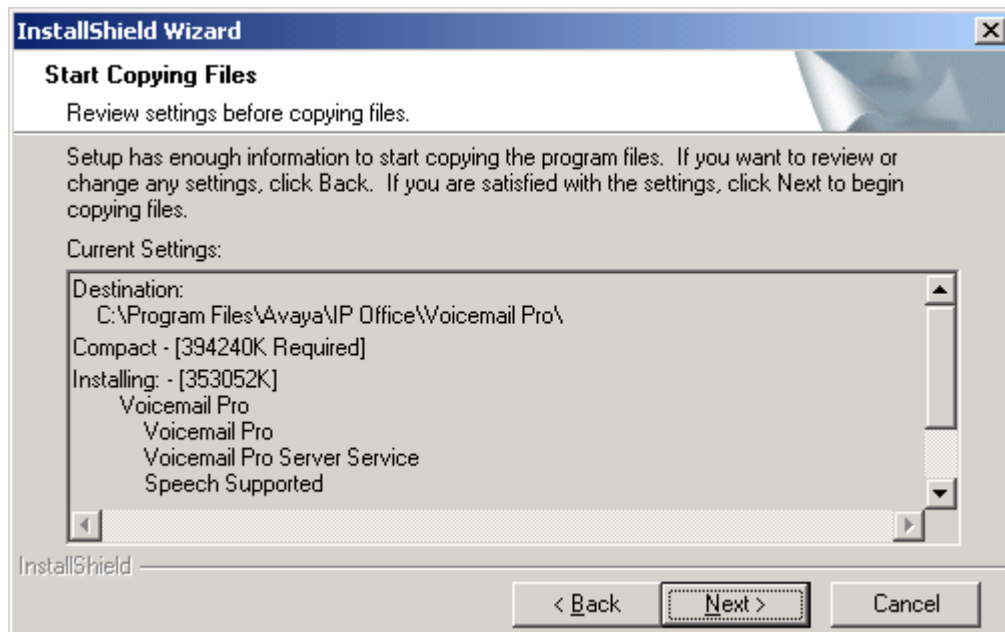 InstallShield Wizard
Start Copying Files
Review settings before copying files.
Setup has enough information to start copying the program files.  If you want to review or
change any settings, click Back.  If you are satisfied with the settings, click Next to begin
copying files.
Current Settings:
Destination:
C:\Program Files\Avaya\IP Office\Voicemail Pro\
Compact - [394240K Required]
Installing: - [353052K]
Voicemail Pro
Voicemail Pro
Voicemail Pro Server Service
Speech Supported
InstallShield
< Back
Next >
Cancel